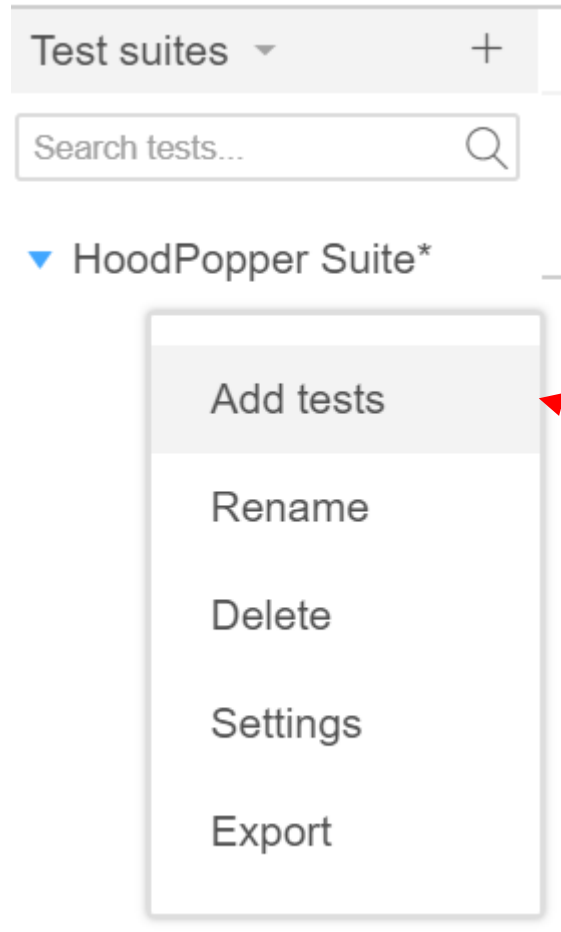 Test suites
Search tests...
HoodPopper Suite*
Add tests
Rename
Delete
Settings
Export